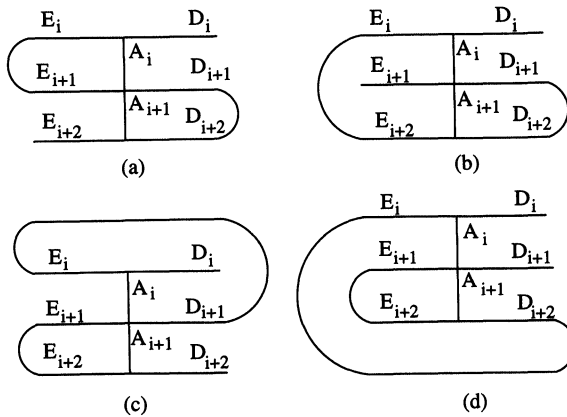 E_i D_i E_i D_i
A_i A_i
E_{i+1} D_{i+1} E_{i+1} D_{i+1}
A_{i+1} A_{i+1}
E_{i+2} D_{i+2} E_{i+2} D_{i+2}
(a) (b)
E_i D_i E_i D_i
A_i A_i
E_{i+1} D_{i+1} E_{i+1} D_{i+1}
A_{i+1} A_{i+1}
E_{i+2} D_{i+2} E_{i+2} D_{i+2}
(c) (d)